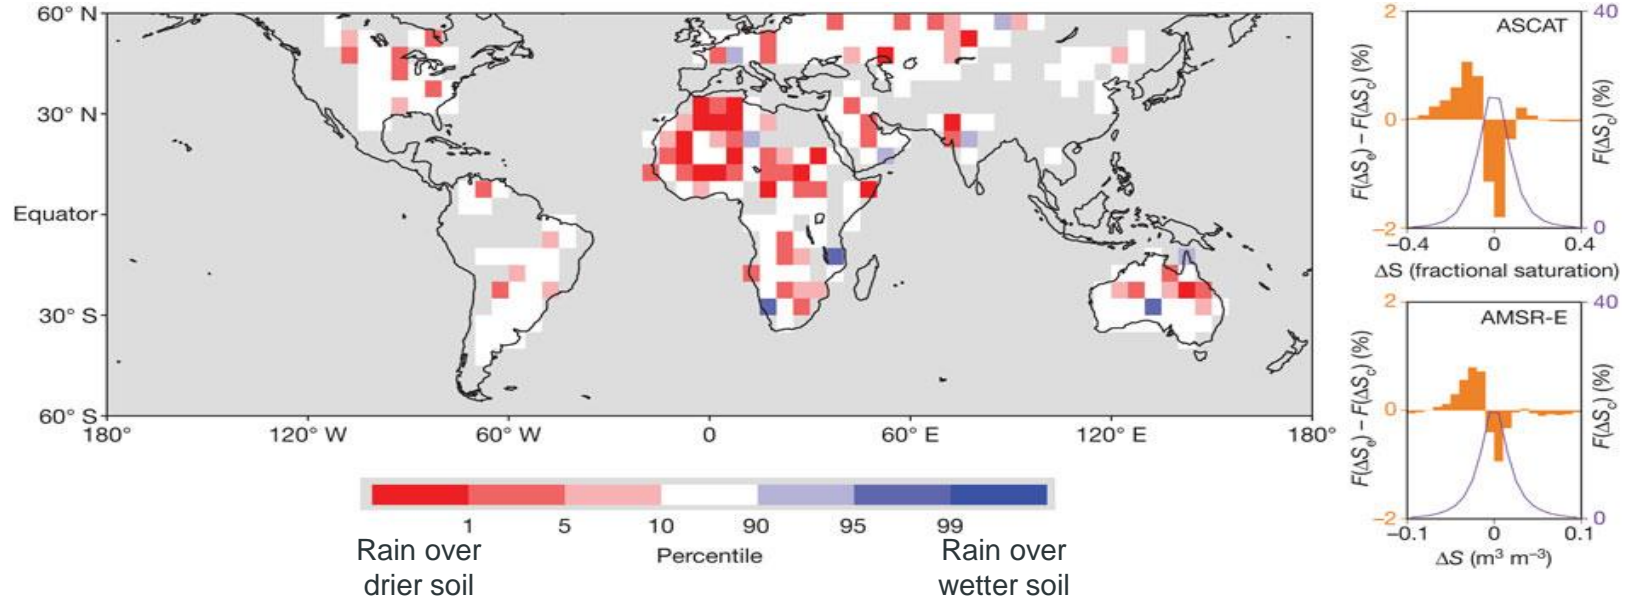 60° N
30° N
Equator
30° S
60° S
180°
120° W
60° W
0
60° E
120° E
180°
1
5
10
90
95
99
Percentile
Rain over
drier soil
Rain over
wetter soil
ASCAT
2
0
−2
F(ΔSₑ) − F(ΔS꜀) (%)
40
0
F(ΔS꜀) (%)
−0.4
0
0.4
ΔS (fractional saturation)
AMSR-E
2
0
−2
F(ΔSₑ) − F(ΔS꜀) (%)
40
0
F(ΔS꜀) (%)
−0.1
0
0.1
ΔS (m³ m⁻³)